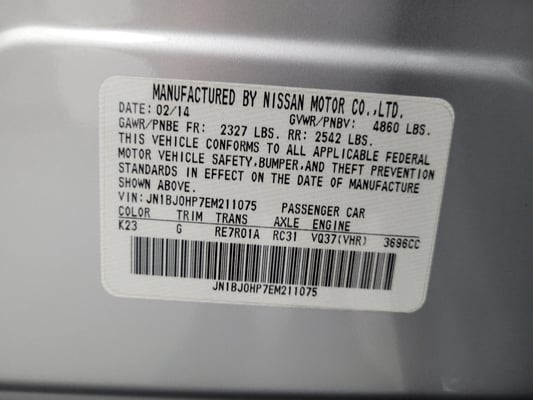 MANUFACTURED BY NISSAN MOTOR CO.,LTD.
DATE: 02/14 GVWR/PNBV: 4860 LBS.
GAWR/PNBE FR: 2327 LBS. RR: 2542 LBS.
THIS VEHICLE CONFORMS TO ALL APPLICABLE FEDERAL
MOTOR VEHICLE SAFETY,BUMPER,AND THEFT PREVENTION
STANDARDS IN EFFECT ON THE DATE OF MANUFACTURE
SHOWN ABOVE.
VIN: JN1BJ0HP7EM211075 PASSENGER CAR
COLOR TRIM TRANS AXLE ENGINE
K23 G RE7R01A RC31 VQ37(VHR) 3696CC
JN1BJ0HP7EM211075